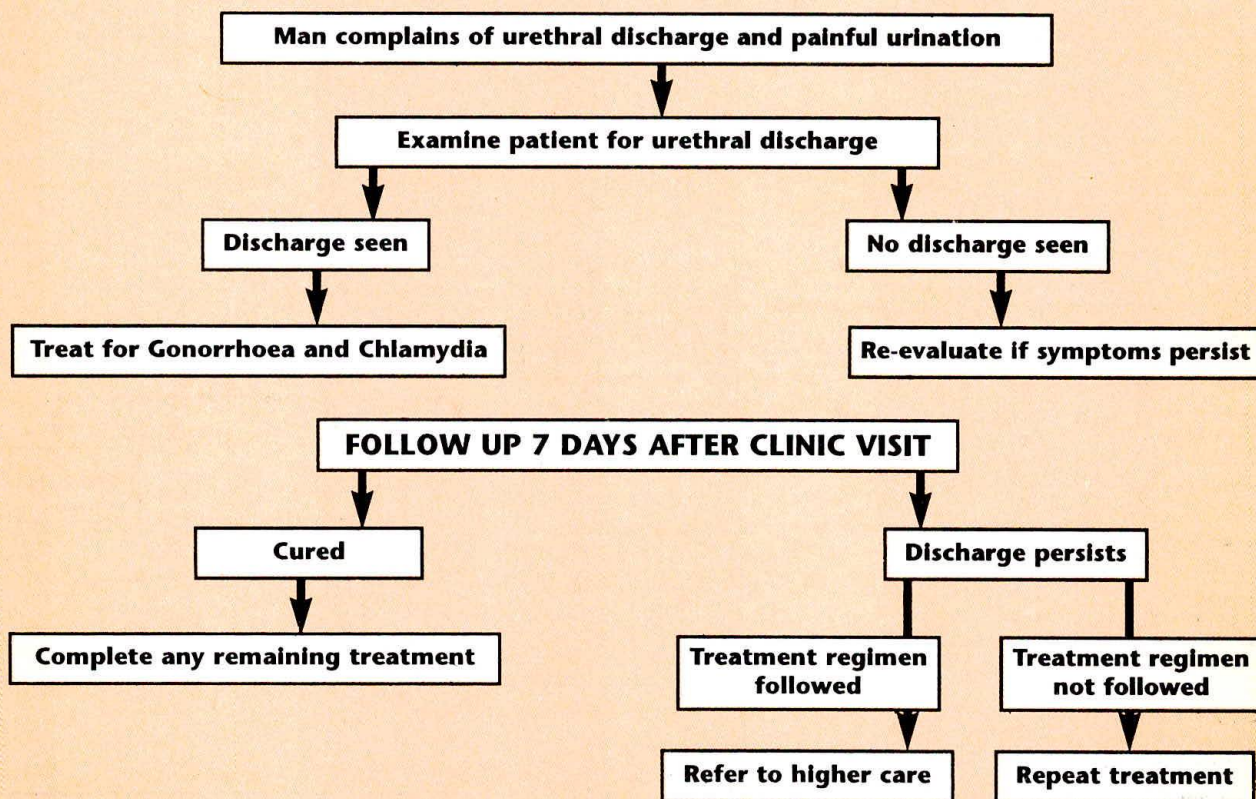 Man complains of urethral discharge and painful urination
Examine patient for urethral discharge
Discharge seen
No discharge seen
Treat for Gonorrhoea and Chlamydia
Re-evaluate if symptoms persist
FOLLOW UP 7 DAYS AFTER CLINIC VISIT
Cured
Discharge persists
Complete any remaining treatment
Treatment regimen
followed
Treatment regimen
not followed
Refer to higher care
Repeat treatment